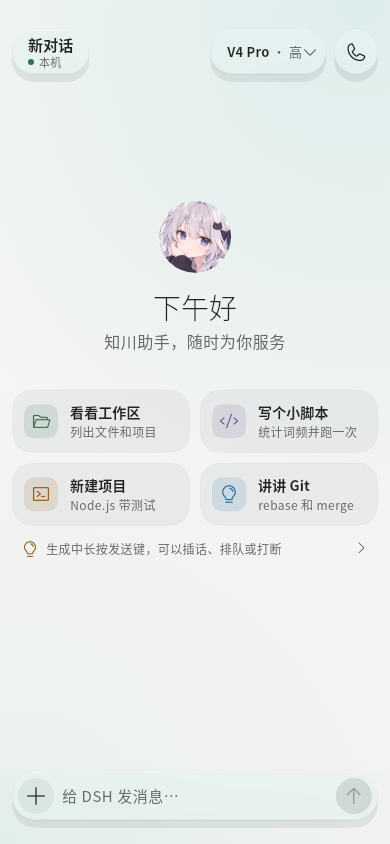 新对话
本机
V4 Pro · 高
下午好
知川助手，随时为你服务
看看工作区
列出文件和项目
写个小脚本
统计词频并跑一次
新建项目
Node.js 带测试
讲讲 Git
rebase 和 merge
生成中长按发送键，可以插话、排队或打断
给 DSH 发消息…